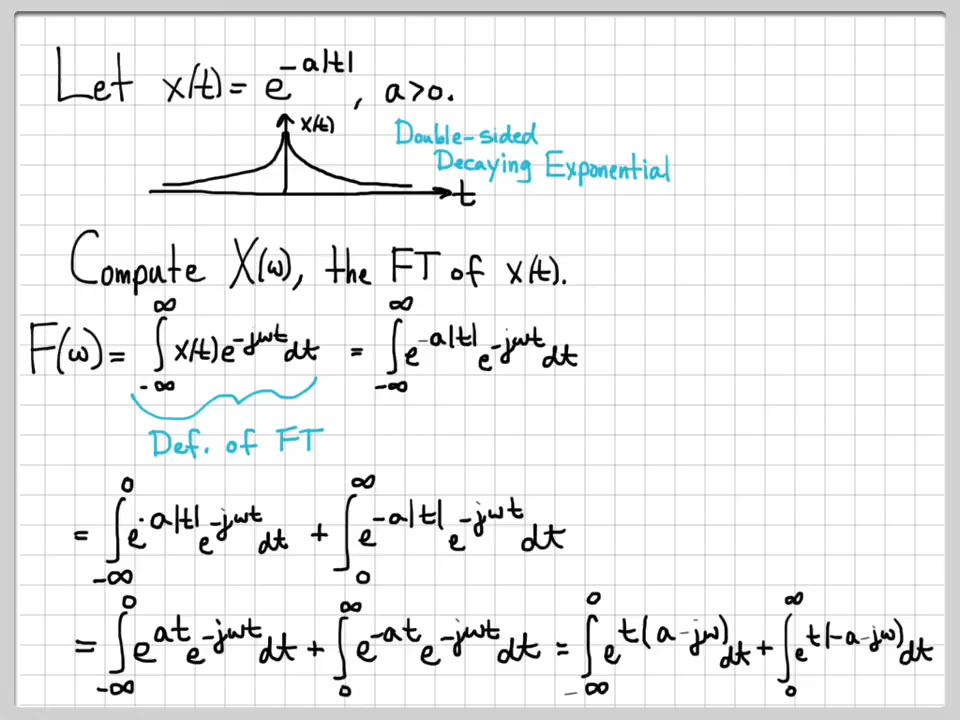 Let x(t) = e^{-a|t|}, a>0.
x(t)
Double-sided
Decaying Exponential
t
Compute X(ω), the FT of x(t).
F(ω) = ∫_{-∞}^{∞} x(t) e^{-jωt} dt = ∫_{-∞}^{∞} e^{-a|t|} e^{-jωt} dt
Def. of FT
= ∫_{-∞}^{0} e^{-a|t|} e^{-jωt} dt + ∫_{0}^{∞} e^{-a|t|} e^{-jωt} dt
= ∫_{-∞}^{0} e^{at} e^{-jωt} dt + ∫_{0}^{∞} e^{-at} e^{-jωt} dt = ∫_{-∞}^{0} e^{t(a-jω)} dt + ∫_{0}^{∞} e^{t(-a-jω)} dt